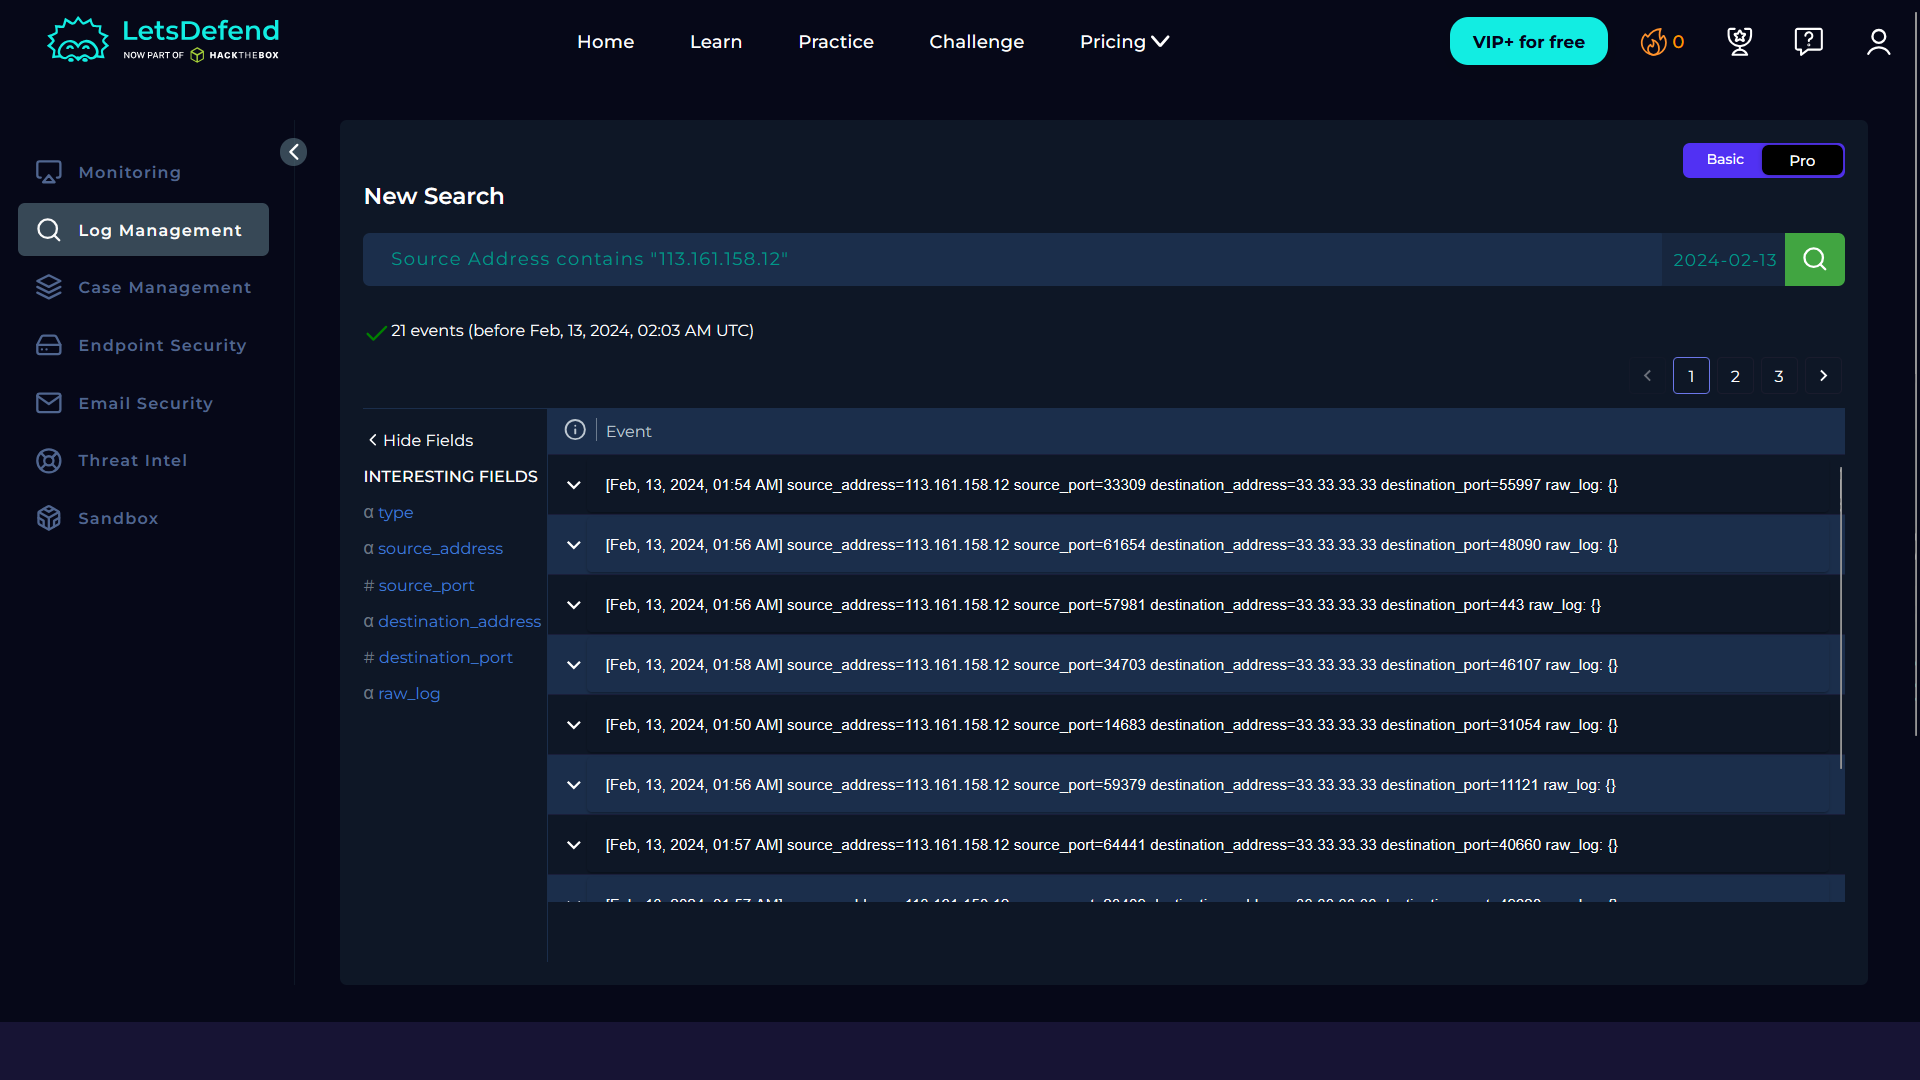 LetsDefend
NOW PART OF HACKTHEBOX
Home
Learn
Practice
Challenge
Pricing
VIP+ for free
0
Monitoring
Log Management
Case Management
Endpoint Security
Email Security
Threat Intel
Sandbox
Basic
Pro
New Search
Source Address contains "113.161.158.12"
2024-02-13
21 events (before Feb, 13, 2024, 02:03 AM UTC)
1
2
3
Hide Fields
INTERESTING FIELDS
α type
α source_address
# source_port
α destination_address
# destination_port
α raw_log
Event
[Feb, 13, 2024, 01:54 AM] source_address=113.161.158.12 source_port=33309 destination_address=33.33.33.33 destination_port=55997 raw_log: {}
[Feb, 13, 2024, 01:56 AM] source_address=113.161.158.12 source_port=61654 destination_address=33.33.33.33 destination_port=48090 raw_log: {}
[Feb, 13, 2024, 01:56 AM] source_address=113.161.158.12 source_port=57981 destination_address=33.33.33.33 destination_port=443 raw_log: {}
[Feb, 13, 2024, 01:58 AM] source_address=113.161.158.12 source_port=34703 destination_address=33.33.33.33 destination_port=46107 raw_log: {}
[Feb, 13, 2024, 01:50 AM] source_address=113.161.158.12 source_port=14683 destination_address=33.33.33.33 destination_port=31054 raw_log: {}
[Feb, 13, 2024, 01:56 AM] source_address=113.161.158.12 source_port=59379 destination_address=33.33.33.33 destination_port=11121 raw_log: {}
[Feb, 13, 2024, 01:57 AM] source_address=113.161.158.12 source_port=64441 destination_address=33.33.33.33 destination_port=40660 raw_log: {}